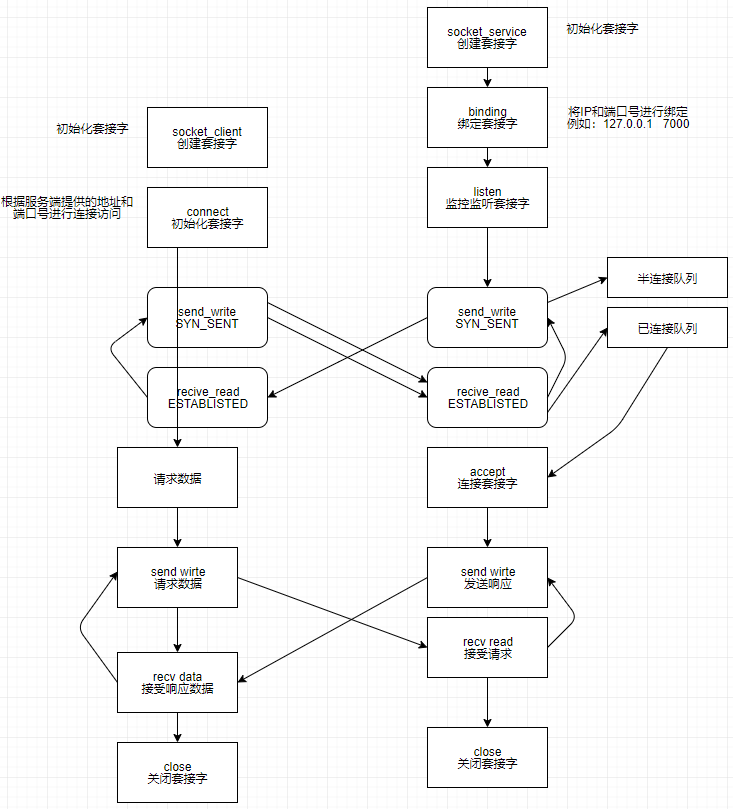 socket_service
创建套接字
初始化套接字
binding
绑定套接字
将IP和端口号进行绑定
例如：127.0.0.1 7000
初始化套接字
socket_client
创建套接字
listen
监控监听套接字
根据服务端提供的地址和
端口号进行连接访问
connect
初始化套接字
半连接队列
send_write
SYN_SENT
send_write
SYN_SENT
已连接队列
recive_read
ESTABLISTED
recive_read
ESTABLISTED
请求数据
accept
连接套接字
send wirte
请求数据
send wirte
发送响应
recv read
接受请求
recv data
接受响应数据
close
关闭套接字
close
关闭套接字